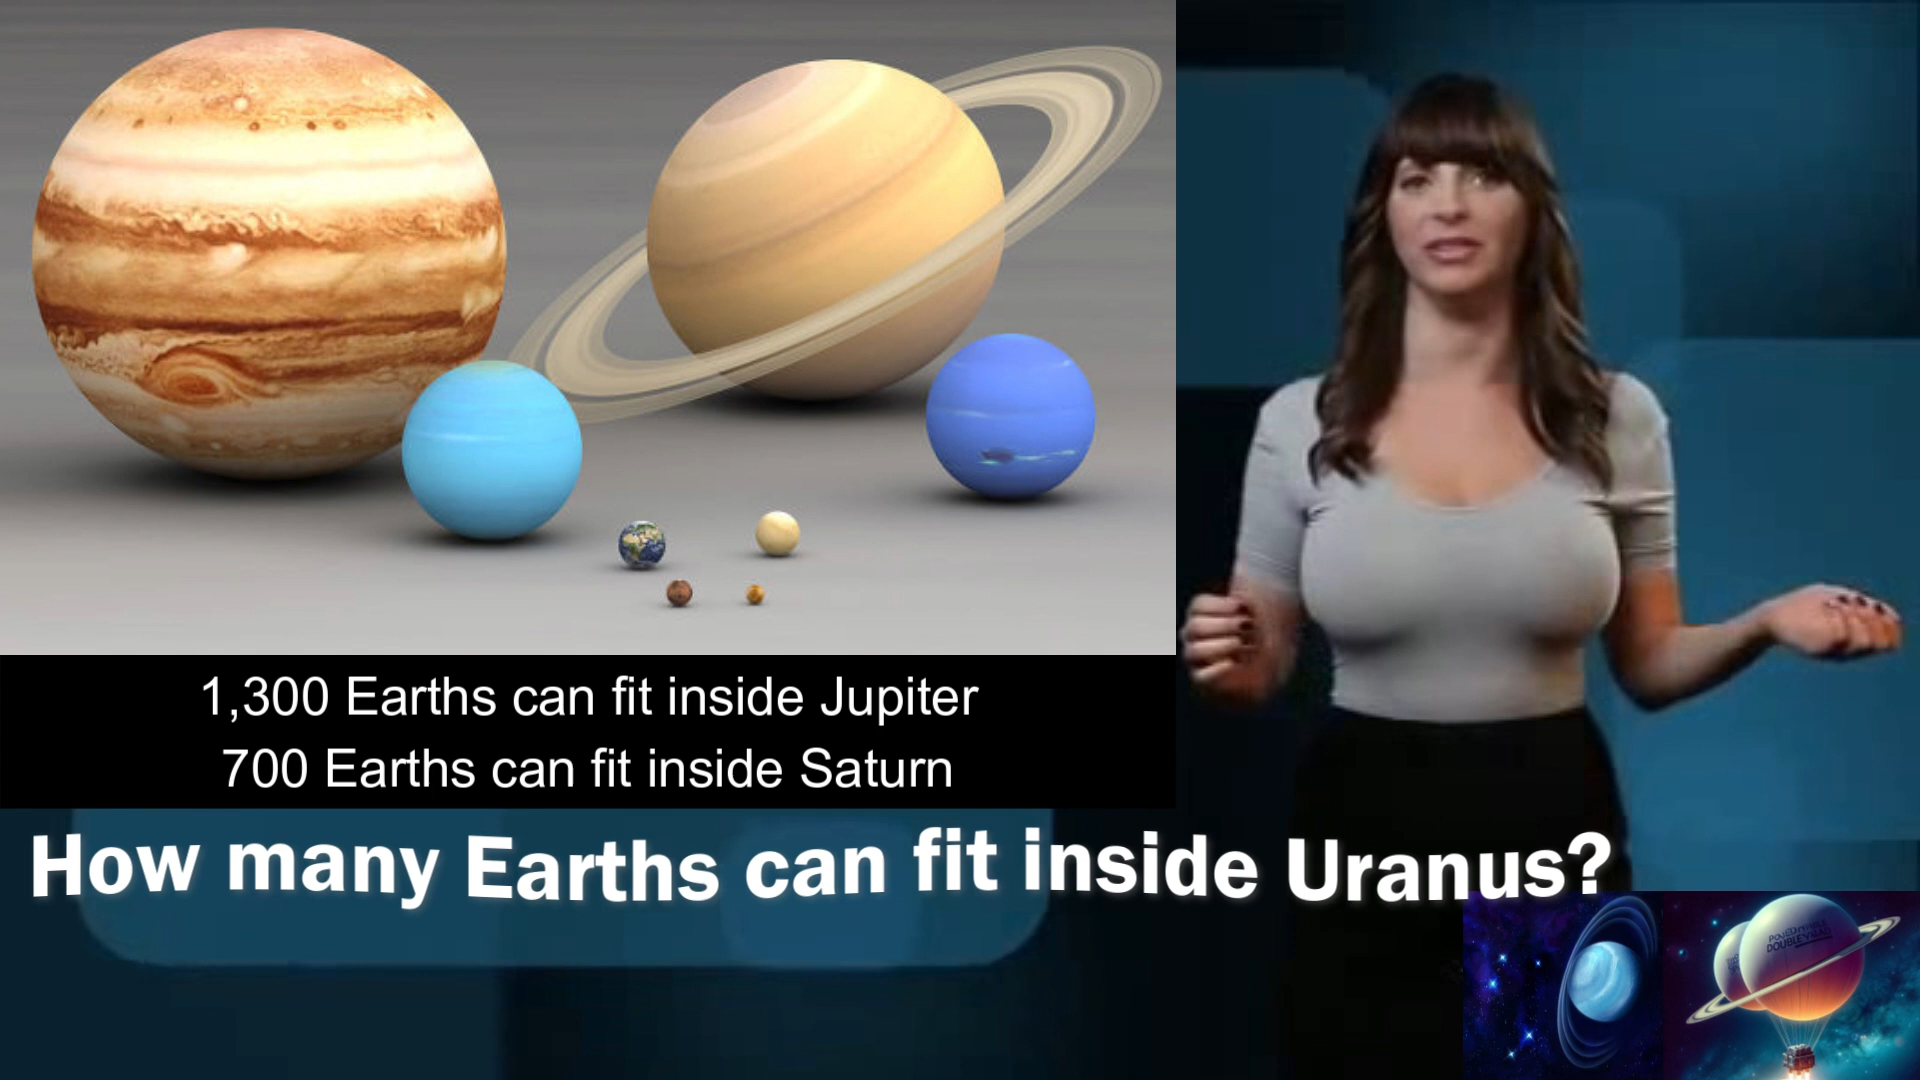 1,300 Earths can fit inside Jupiter
700 Earths can fit inside Saturn
How many Earths can fit inside Uranus?